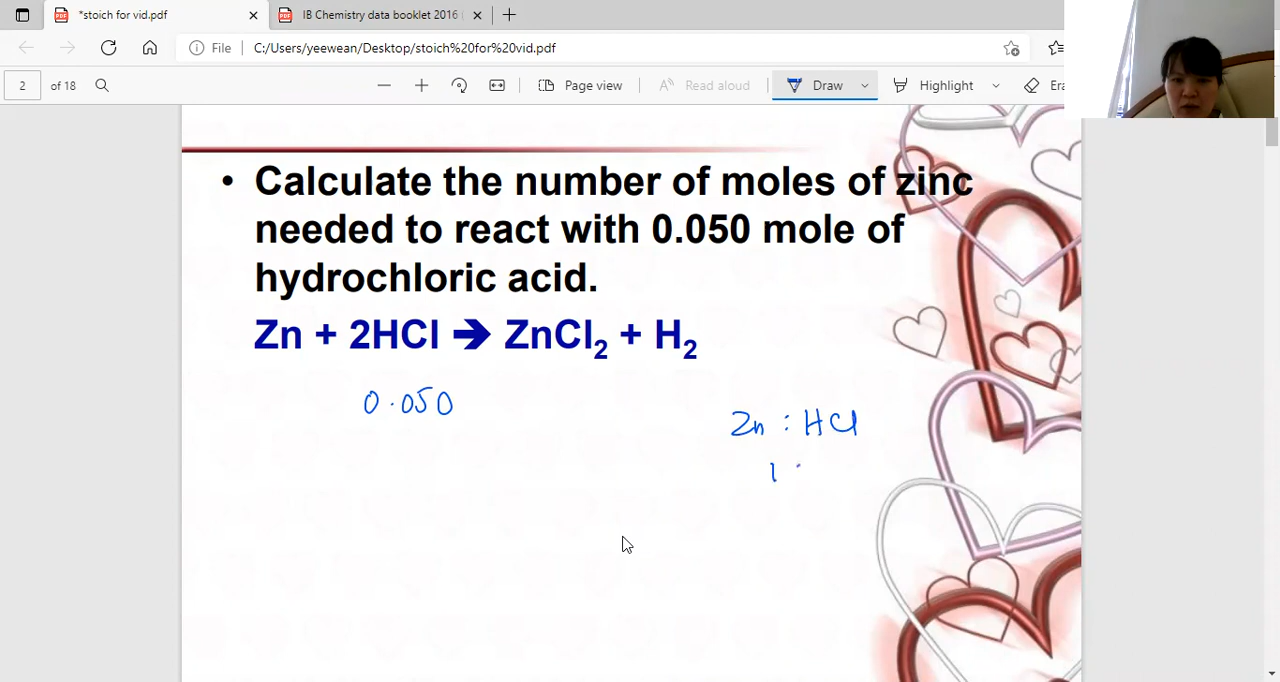 *stoich for vid.pdf
IB Chemistry data booklet 2016
File
C:/Users/yeewean/Desktop/stoich%20for%20vid.pdf
2 of 18
Page view
Read aloud
Draw
Highlight
Era
• Calculate the number of moles of zinc
needed to react with 0.050 mole of
hydrochloric acid.
Zn + 2HCl ➔ ZnCl₂ + H₂
0.050
Zn : HCl
1 :